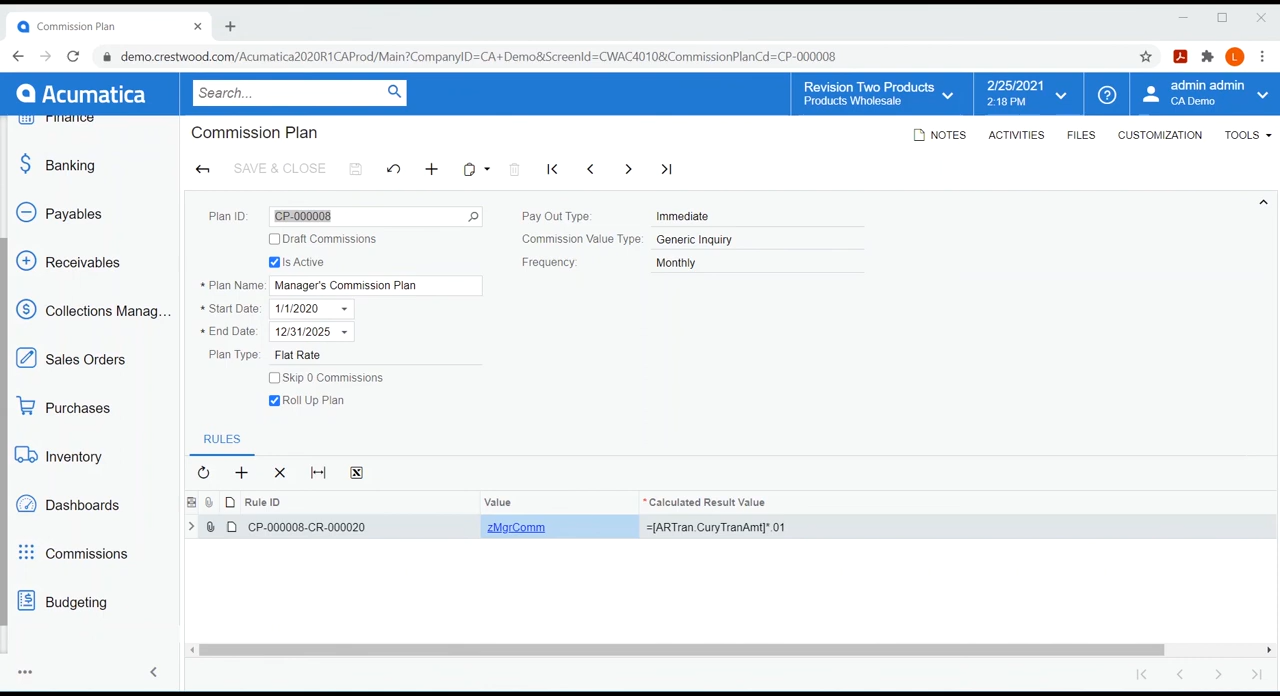 Commission Plan
demo.crestwood.com/Acumatica2020R1CAProd/Main?CompanyID=CA+Demo&ScreenId=CWAC4010&CommissionPlanCd=CP-000008
L
Acumatica
Search...
Revision Two Products
Products Wholesale
2/25/2021
2:18 PM
admin admin
CA Demo
Finance
Banking
Payables
Receivables
Collections Manag...
Sales Orders
Purchases
Inventory
Dashboards
Commissions
Budgeting
Commission Plan
NOTES ACTIVITIES FILES CUSTOMIZATION TOOLS
SAVE & CLOSE
Plan ID: CP-000008
Draft Commissions
Is Active
* Plan Name: Manager's Commission Plan
* Start Date: 1/1/2020
* End Date: 12/31/2025
Plan Type: Flat Rate
Skip 0 Commissions
Roll Up Plan
Pay Out Type: Immediate
Commission Value Type: Generic Inquiry
Frequency: Monthly
RULES
Rule ID Value * Calculated Result Value
CP-000008-CR-000020 zMgrComm =[ARTran.CuryTranAmt]*.01